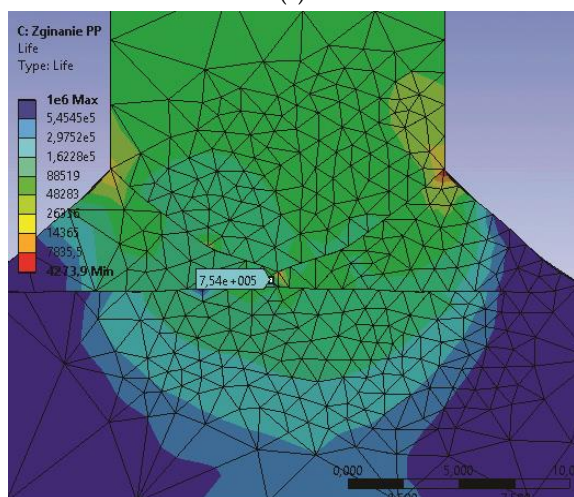 C: Zginanie PP
Life
Type: Life
1e6 Max
5,4545e5
2,9752e5
1,6228e5
88519
48283
26336
14365
7835,5
4273,9 Min
7,54e+005
0,000
5,000